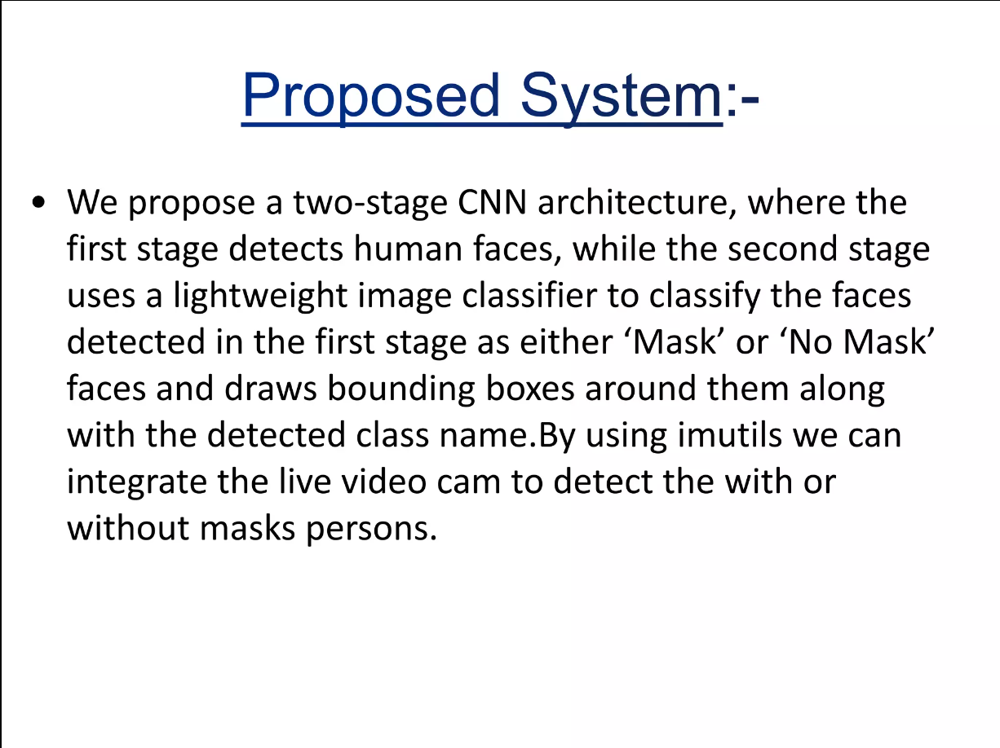 Proposed System:-
• We propose a two-stage CNN architecture, where the
first stage detects human faces, while the second stage
uses a lightweight image classifier to classify the faces
detected in the first stage as either ‘Mask’ or ‘No Mask’
faces and draws bounding boxes around them along
with the detected class name.By using imutils we can
integrate the live video cam to detect the with or
without masks persons.